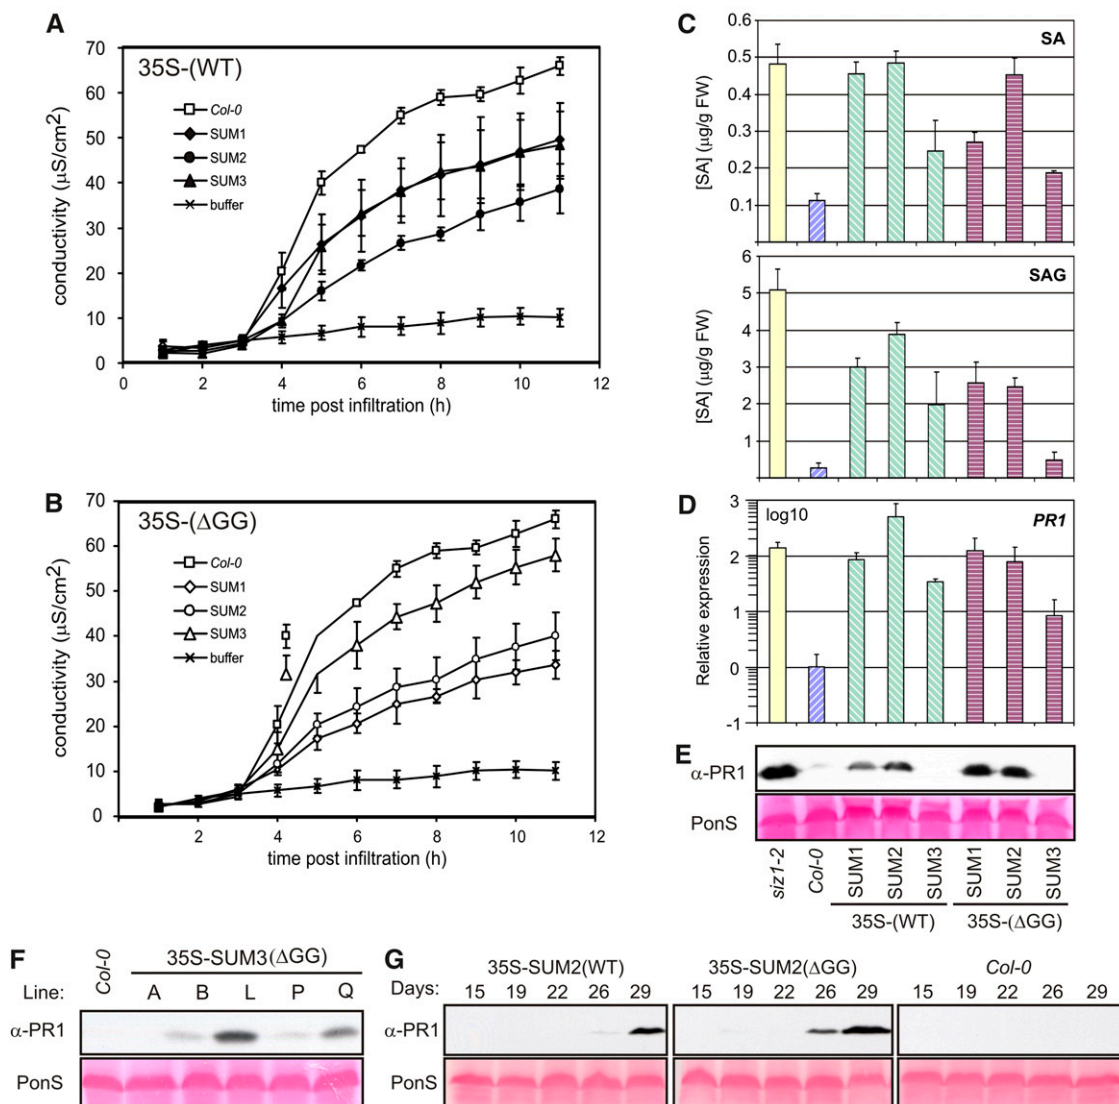 A
35S-(WT)
Col-0
SUM1
SUM2
SUM3
buffer
conductivity (µS/cm2)
70
60
50
40
30
20
10
0
0 2 4 6 8 10 12
time post infiltration (h)
B
35S-(ΔGG)
Col-0
SUM1
SUM2
SUM3
buffer
conductivity (µS/cm2)
70
60
50
40
30
20
10
0
2 4 6 8 10 12
time post infiltration (h)
C
SA
[SA] (µg/g FW)
0.6
0.5
0.4
0.3
0.2
0.1
SAG
[SA] (µg/g FW)
6
5
4
3
2
1
D
log10
PR1
Relative expression
3
2
1
0
-1
E
α-PR1
PonS
siz1-2 Col-0 SUM1 SUM2 SUM3 SUM1 SUM2 SUM3
35S-(WT) 35S-(ΔGG)
F
Col-0
35S-SUM3(ΔGG)
Line: A B L P Q
α-PR1
PonS
G
35S-SUM2(WT) 35S-SUM2(ΔGG) Col-0
Days: 15 19 22 26 29 15 19 22 26 29 15 19 22 26 29
α-PR1
PonS